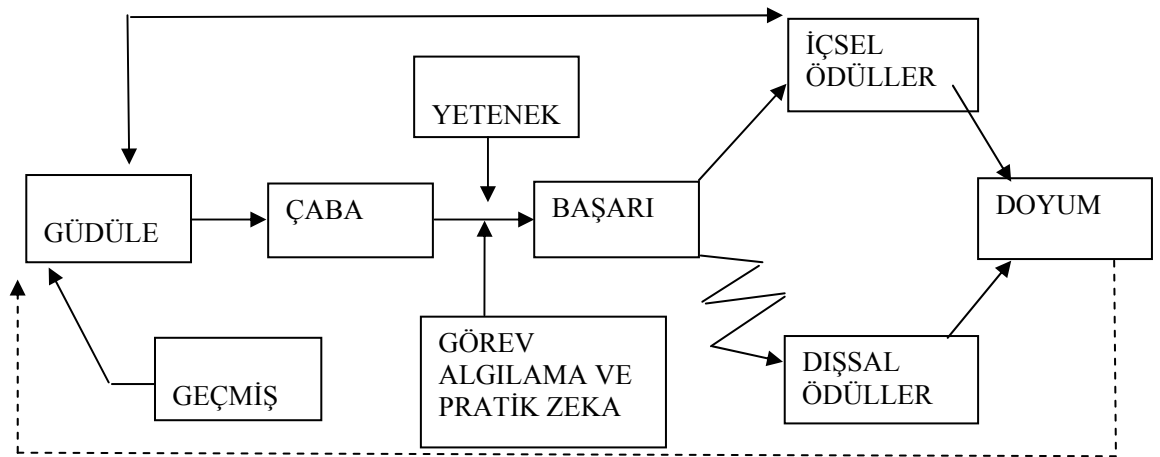 İÇSEL
ÖDÜLLER
YETENEK
GÜDÜLE
ÇABA
BAŞARI
DOYUM
GEÇMİŞ
GÖREV
ALGILAMA VE
PRATİK ZEKA
DIŞSAL
ÖDÜLLER